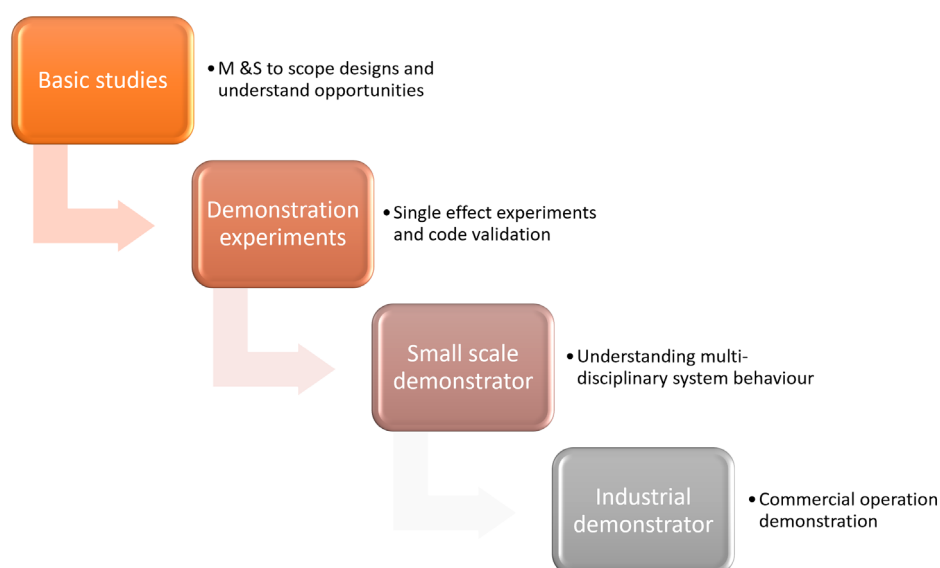 Basic studies
•M &S to scope designs and
understand opportunities
Demonstration
experiments
•Single effect experiments
and code validation
Small scale
demonstrator
•Understanding multi-
disciplinary system behaviour
Industrial
demonstrator
•Commercial operation
demonstration